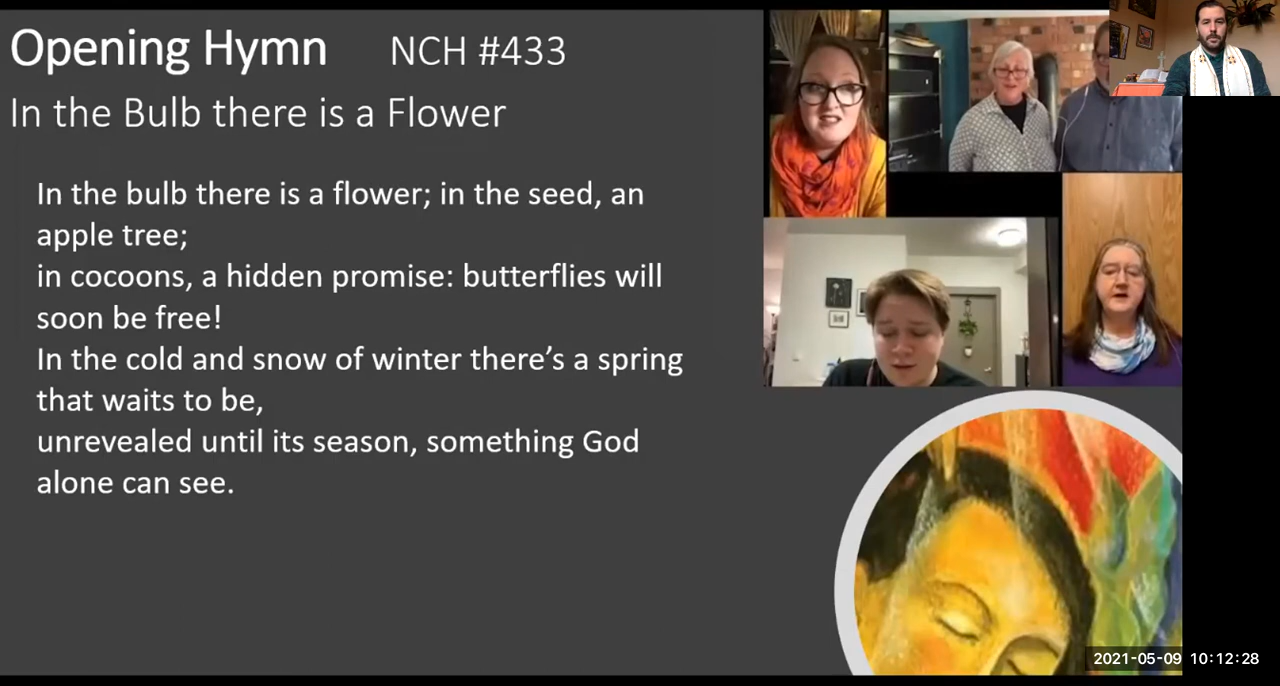 Opening Hymn NCH #433
In the Bulb there is a Flower
In the bulb there is a flower; in the seed, an
apple tree;
in cocoons, a hidden promise: butterflies will
soon be free!
In the cold and snow of winter there’s a spring
that waits to be,
unrevealed until its season, something God
alone can see.
2021-05-09 10:12:28